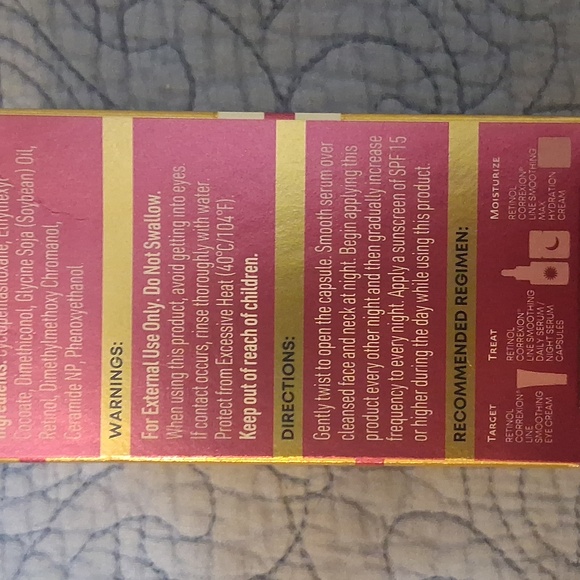 Ingredients: Cyclopentasiloxane, Ethylhexyl
Dimethiconol, Glycine Soja (Soybean) Oil,
Retinol, Dimethylmethoxy Chromanol,
Ceramide NP, Phenoxyethanol
WARNINGS:
For External Use Only. Do Not Swallow.
When using this product, avoid getting into eyes.
If contact occurs, rinse thoroughly with water.
Protect from Excessive Heat (40°C/104°F).
Keep out of reach of children.
DIRECTIONS:
Gently twist to open the capsule. Smooth serum over
cleansed face and neck at night. Begin applying this
product every other night and then gradually increase
frequency to every night. Apply a sunscreen of SPF 15
or higher during the day while using this product.
RECOMMENDED REGIMEN:
TARGET
RETINOL
CORREXION®
LINE
SMOOTHING
EYE CREAM
TREAT
RETINOL
CORREXION®
LINE SMOOTHING
DAILY SERUM /
NIGHT SERUM
CAPSULES
MOISTURIZE
RETINOL
CORREXION®
LINE SMOOTHING
MAX
HYDRATION
CREAM